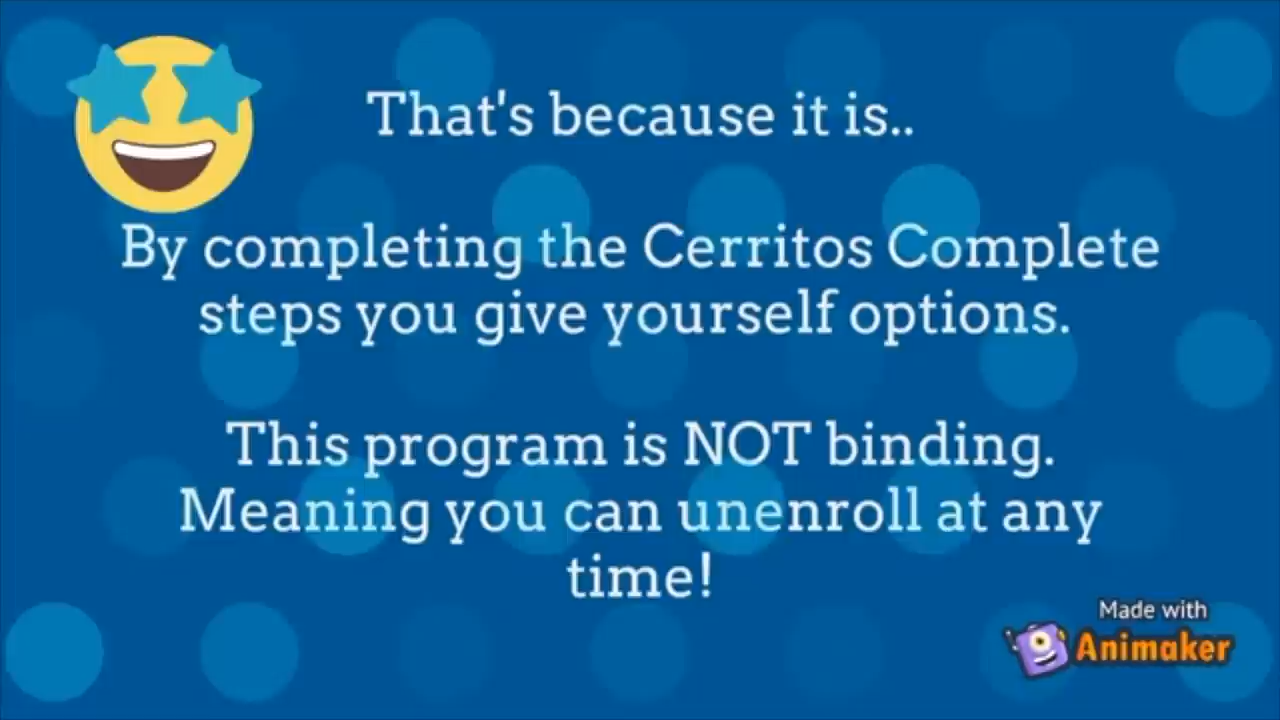 That's because it is..
By completing the Cerritos Complete
steps you give yourself options.
This program is NOT binding.
Meaning you can unenroll at any
time!
Made with
Animaker